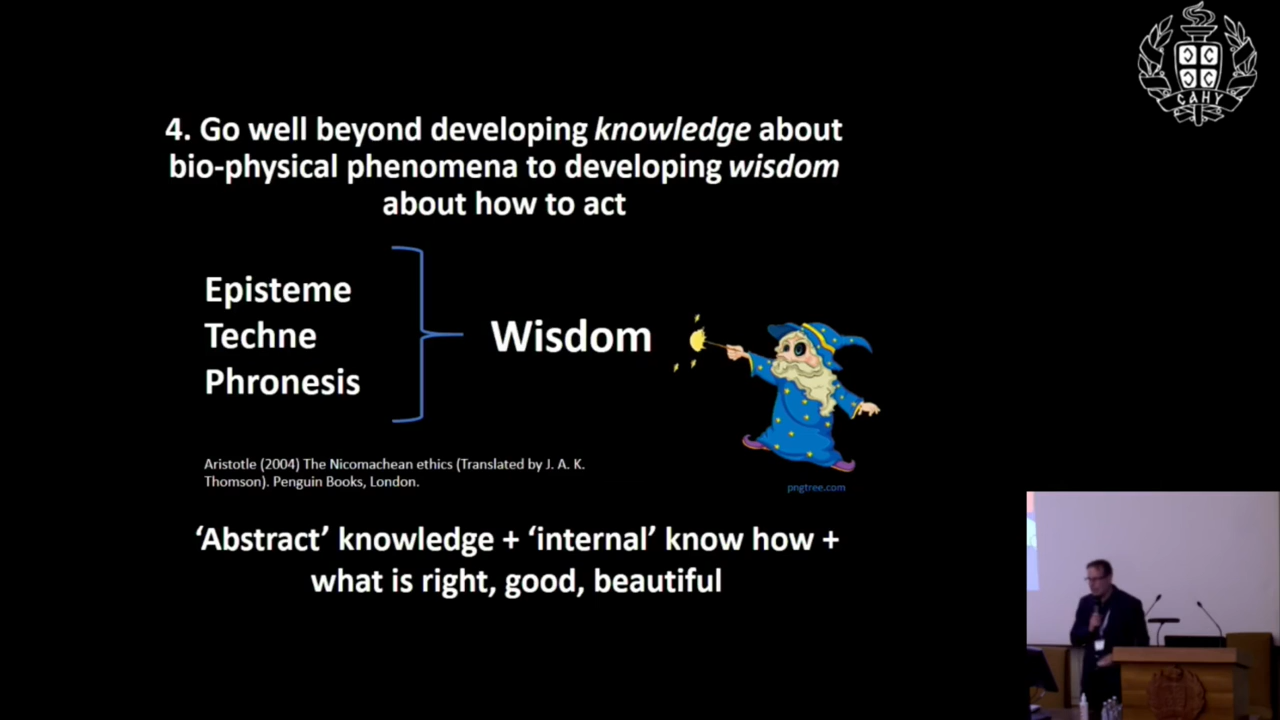 САНУ
4. Go well beyond developing knowledge about
bio-physical phenomena to developing wisdom
about how to act
Episteme
Techne
Phronesis
Wisdom
Aristotle (2004) The Nicomachean ethics (Translated by J. A. K.
Thomson). Penguin Books, London.
pngtree.com
‘Abstract’ knowledge + ‘internal’ know how +
what is right, good, beautiful